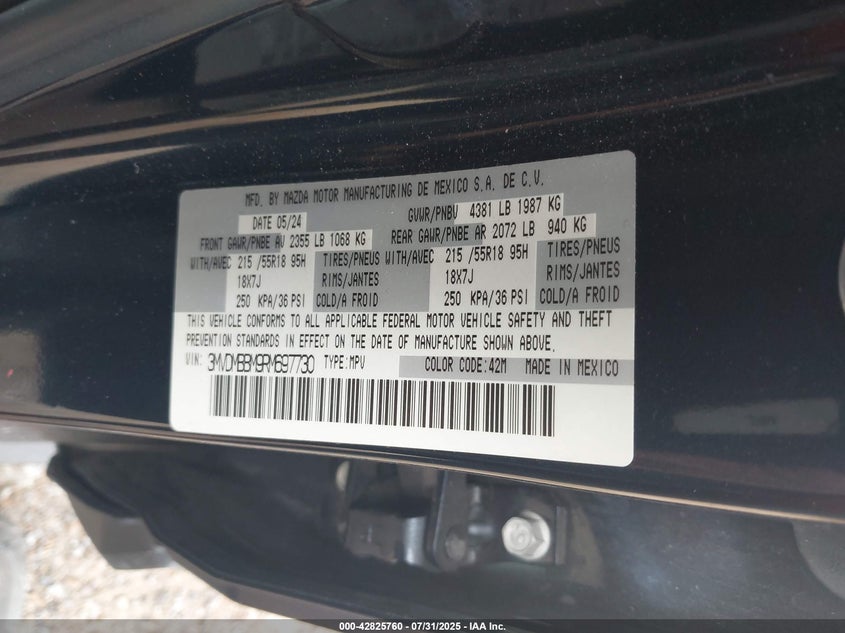 MFD. BY MAZDA MOTOR MANUFACTURING DE MEXICO S.A. DE C.V.
DATE 05/24 GVWR/PNBV 4381 LB 1987 KG
FRONT GAWR/PNBE AV 2355 LB 1068 KG REAR GAWR/PNBE AR 2072 LB 940 KG
WITH/AVEC 215 /55R18 95H TIRES/PNEUS WITH/AVEC 215 /55R18 95H TIRES/PNEUS
18X7J RIMS/JANTES 18X7J RIMS/JANTES
250 KPA/36 PSI COLD/A FROID 250 KPA/36 PSI COLD/A FROID
THIS VEHICLE CONFORMS TO ALL APPLICABLE FEDERAL MOTOR VEHICLE SAFETY AND THEFT
PREVENTION STANDARDS IN EFFECT ON THE DATE OF MANUFACTURE SHOWN ABOVE.
VIN: 3MVDMBBM9RM697730 TYPE:MPV COLOR CODE:42M MADE IN MEXICO
000-42825760 - 07/31/2025 - IAA Inc.